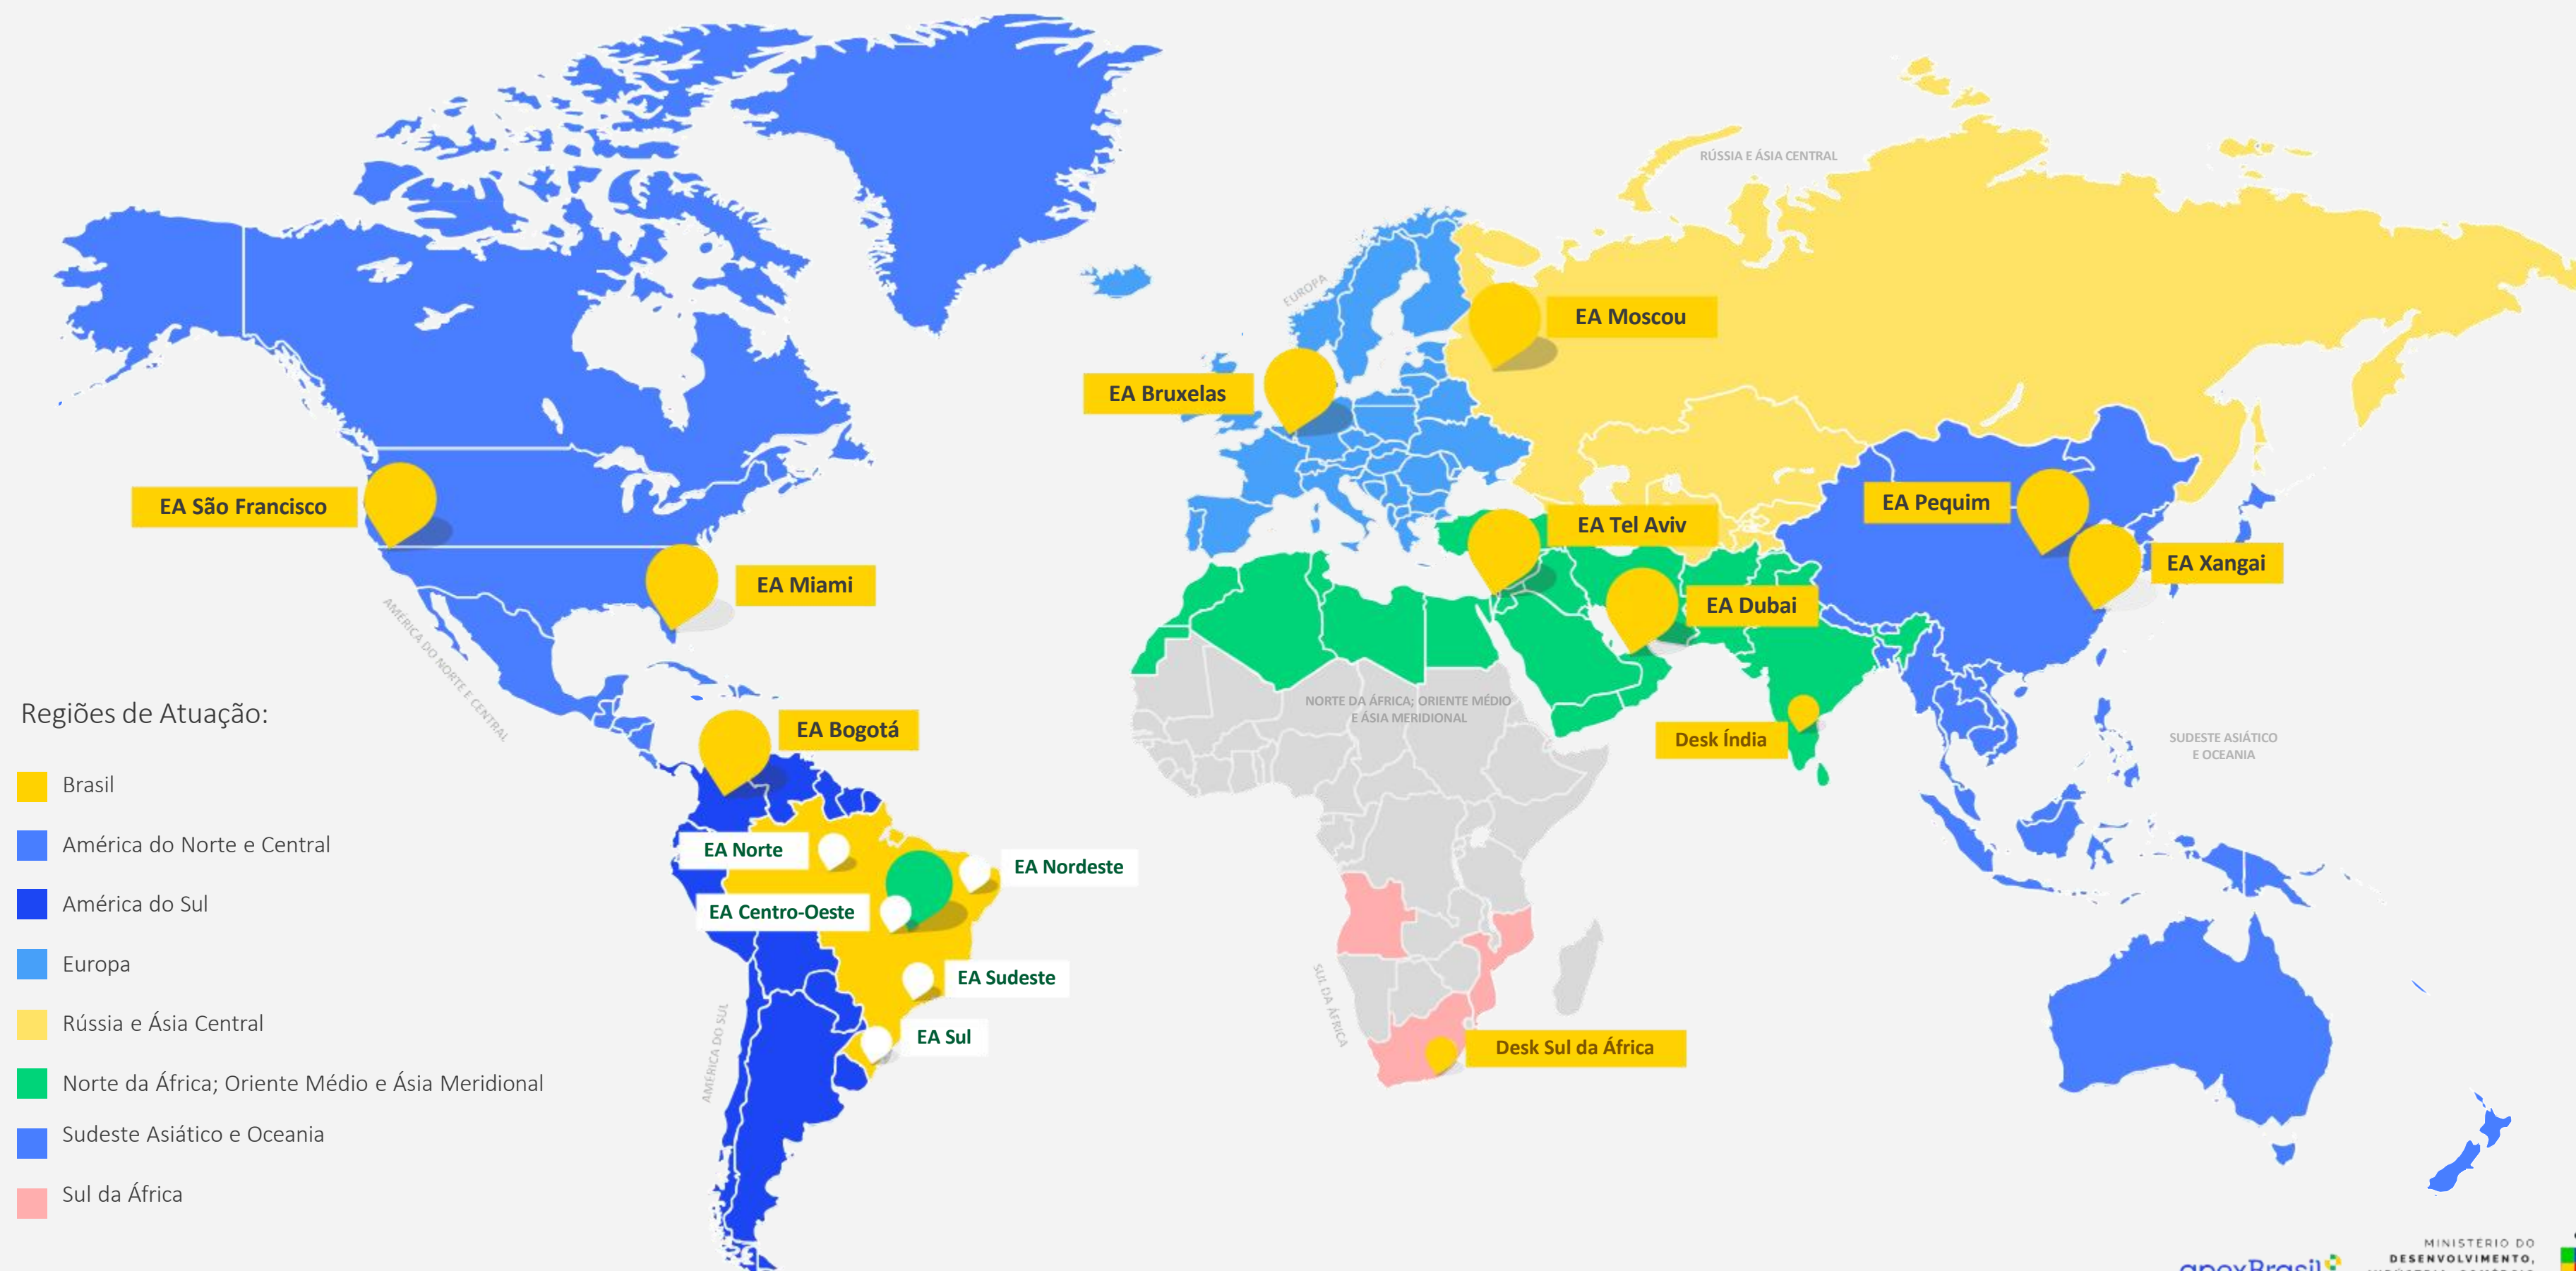 RÚSSIA E ÁSIA CENTRAL
EUROPA
EA Moscou
EA Bruxelas
EA São Francisco
EA Pequim
EA Tel Aviv
EA Xangai
EA Miami
EA Dubai
AMÉRICA DO NORTE E CENTRAL
NORTE DA ÁFRICA; ORIENTE MÉDIO
E ÁSIA MERIDIONAL
EA Bogotá
Desk Índia
SUDESTE ASIÁTICO
E OCEANIA
EA Norte
EA Nordeste
EA Centro-Oeste
EA Sudeste
EA Sul
SUL DA ÁFRICA
Desk Sul da África
AMÉRICA DO SUL
Regiões de Atuação:
Brasil
América do Norte e Central
América do Sul
Europa
Rússia e Ásia Central
Norte da África; Oriente Médio e Ásia Meridional
Sudeste Asiático e Oceania
Sul da África
apexBrasil
MINISTÉRIO DO
DESENVOLVIMENTO,